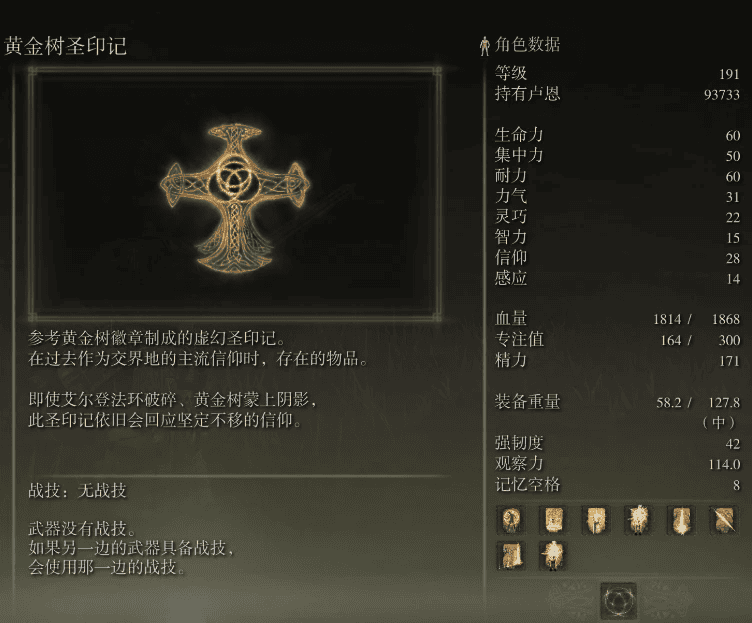 黄金树圣印记
参考黄金树徽章制成的虚幻圣印记。
在过去作为交界地的主流信仰时，存在的物品。
即使艾尔登法环破碎、黄金树蒙上阴影，
此圣印记依旧会回应坚定不移的信仰。
战技：无战技
武器没有战技。
如果另一边的武器具备战技，
会使用那一边的战技。
角色数据
等级 191
持有卢恩 93733
生命力 60
集中力 50
耐力 60
力气 31
灵巧 22
智力 15
信仰 28
感应 14
血量 1814 / 1868
专注值 164 / 300
精力 171
装备重量 58.2 / 127.8
（中）
强韧度 42
观察力 114.0
记忆空格 8